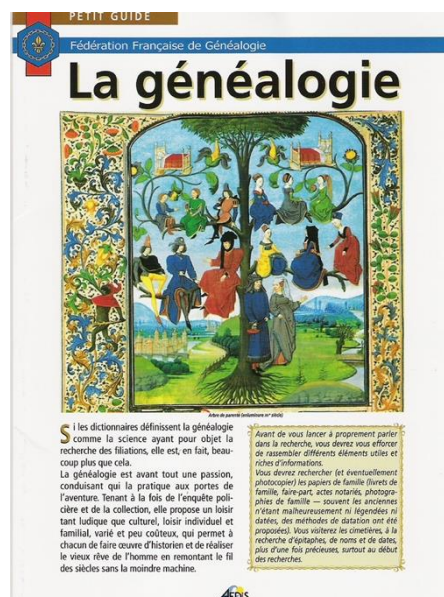 PETIT GUIDE
Fédération Française de Généalogie
La généalogie
Arbre de parenté (enluminure XVe siècle)
Si les dictionnaires définissent la généalogie
comme la science ayant pour objet la
recherche des filiations, elle est, en fait, beau-
coup plus que cela.
La généalogie est avant tout une passion,
conduisant qui la pratique aux portes de
l'aventure. Tenant à la fois de l'enquête poli-
cière et de la collection, elle propose un loisir
tant ludique que culturel, loisir individuel et
familial, varié et peu coûteux, qui permet à
chacun de faire œuvre d'historien et de réaliser
le vieux rêve de l'homme en remontant le fil
des siècles sans la moindre machine.
Avant de vous lancer à proprement parler
dans la recherche, vous devrez vous efforcer
de rassembler différents éléments utiles et
riches d'informations.
Vous devrez rechercher (et éventuellement
photocopier) les papiers de famille (livrets de
famille, faire-part, actes notariés, photogra-
phies de famille — souvent les anciennes
n'étant malheureusement ni légendées ni
datées, des méthodes de datation ont été
proposées). Vous visiterez les cimetières, à la
recherche d'épitaphes, de noms et de dates,
plus d'une fois précieuses, surtout au début
des recherches.
AEDIS